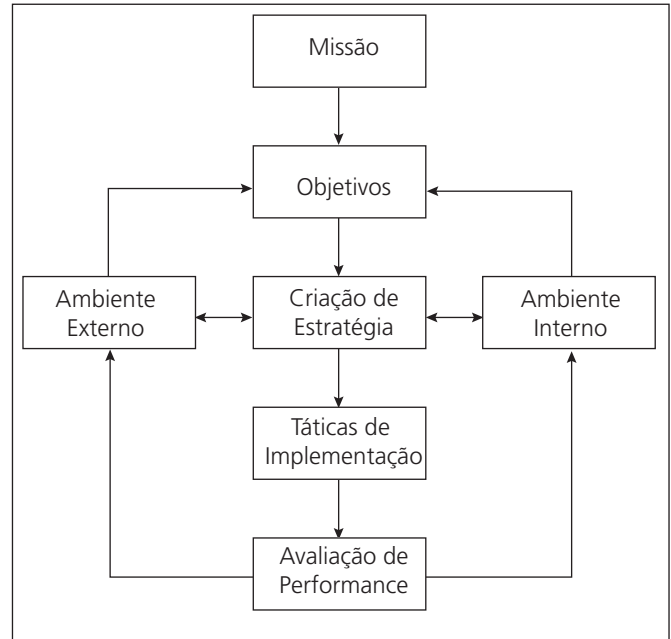 Missão
Objetivos
Ambiente
Externo
Criação de
Estratégia
Ambiente
Interno
Táticas de
Implementação
Avaliação de
Performance